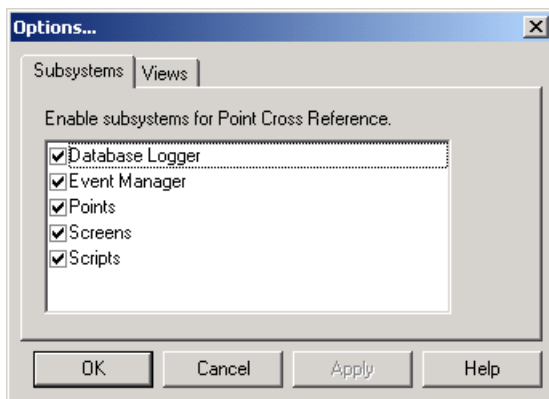 Options...
Subsystems Views
Enable subsystems for Point Cross Reference.
Database Logger
Event Manager
Points
Screens
Scripts
OK Cancel Apply Help